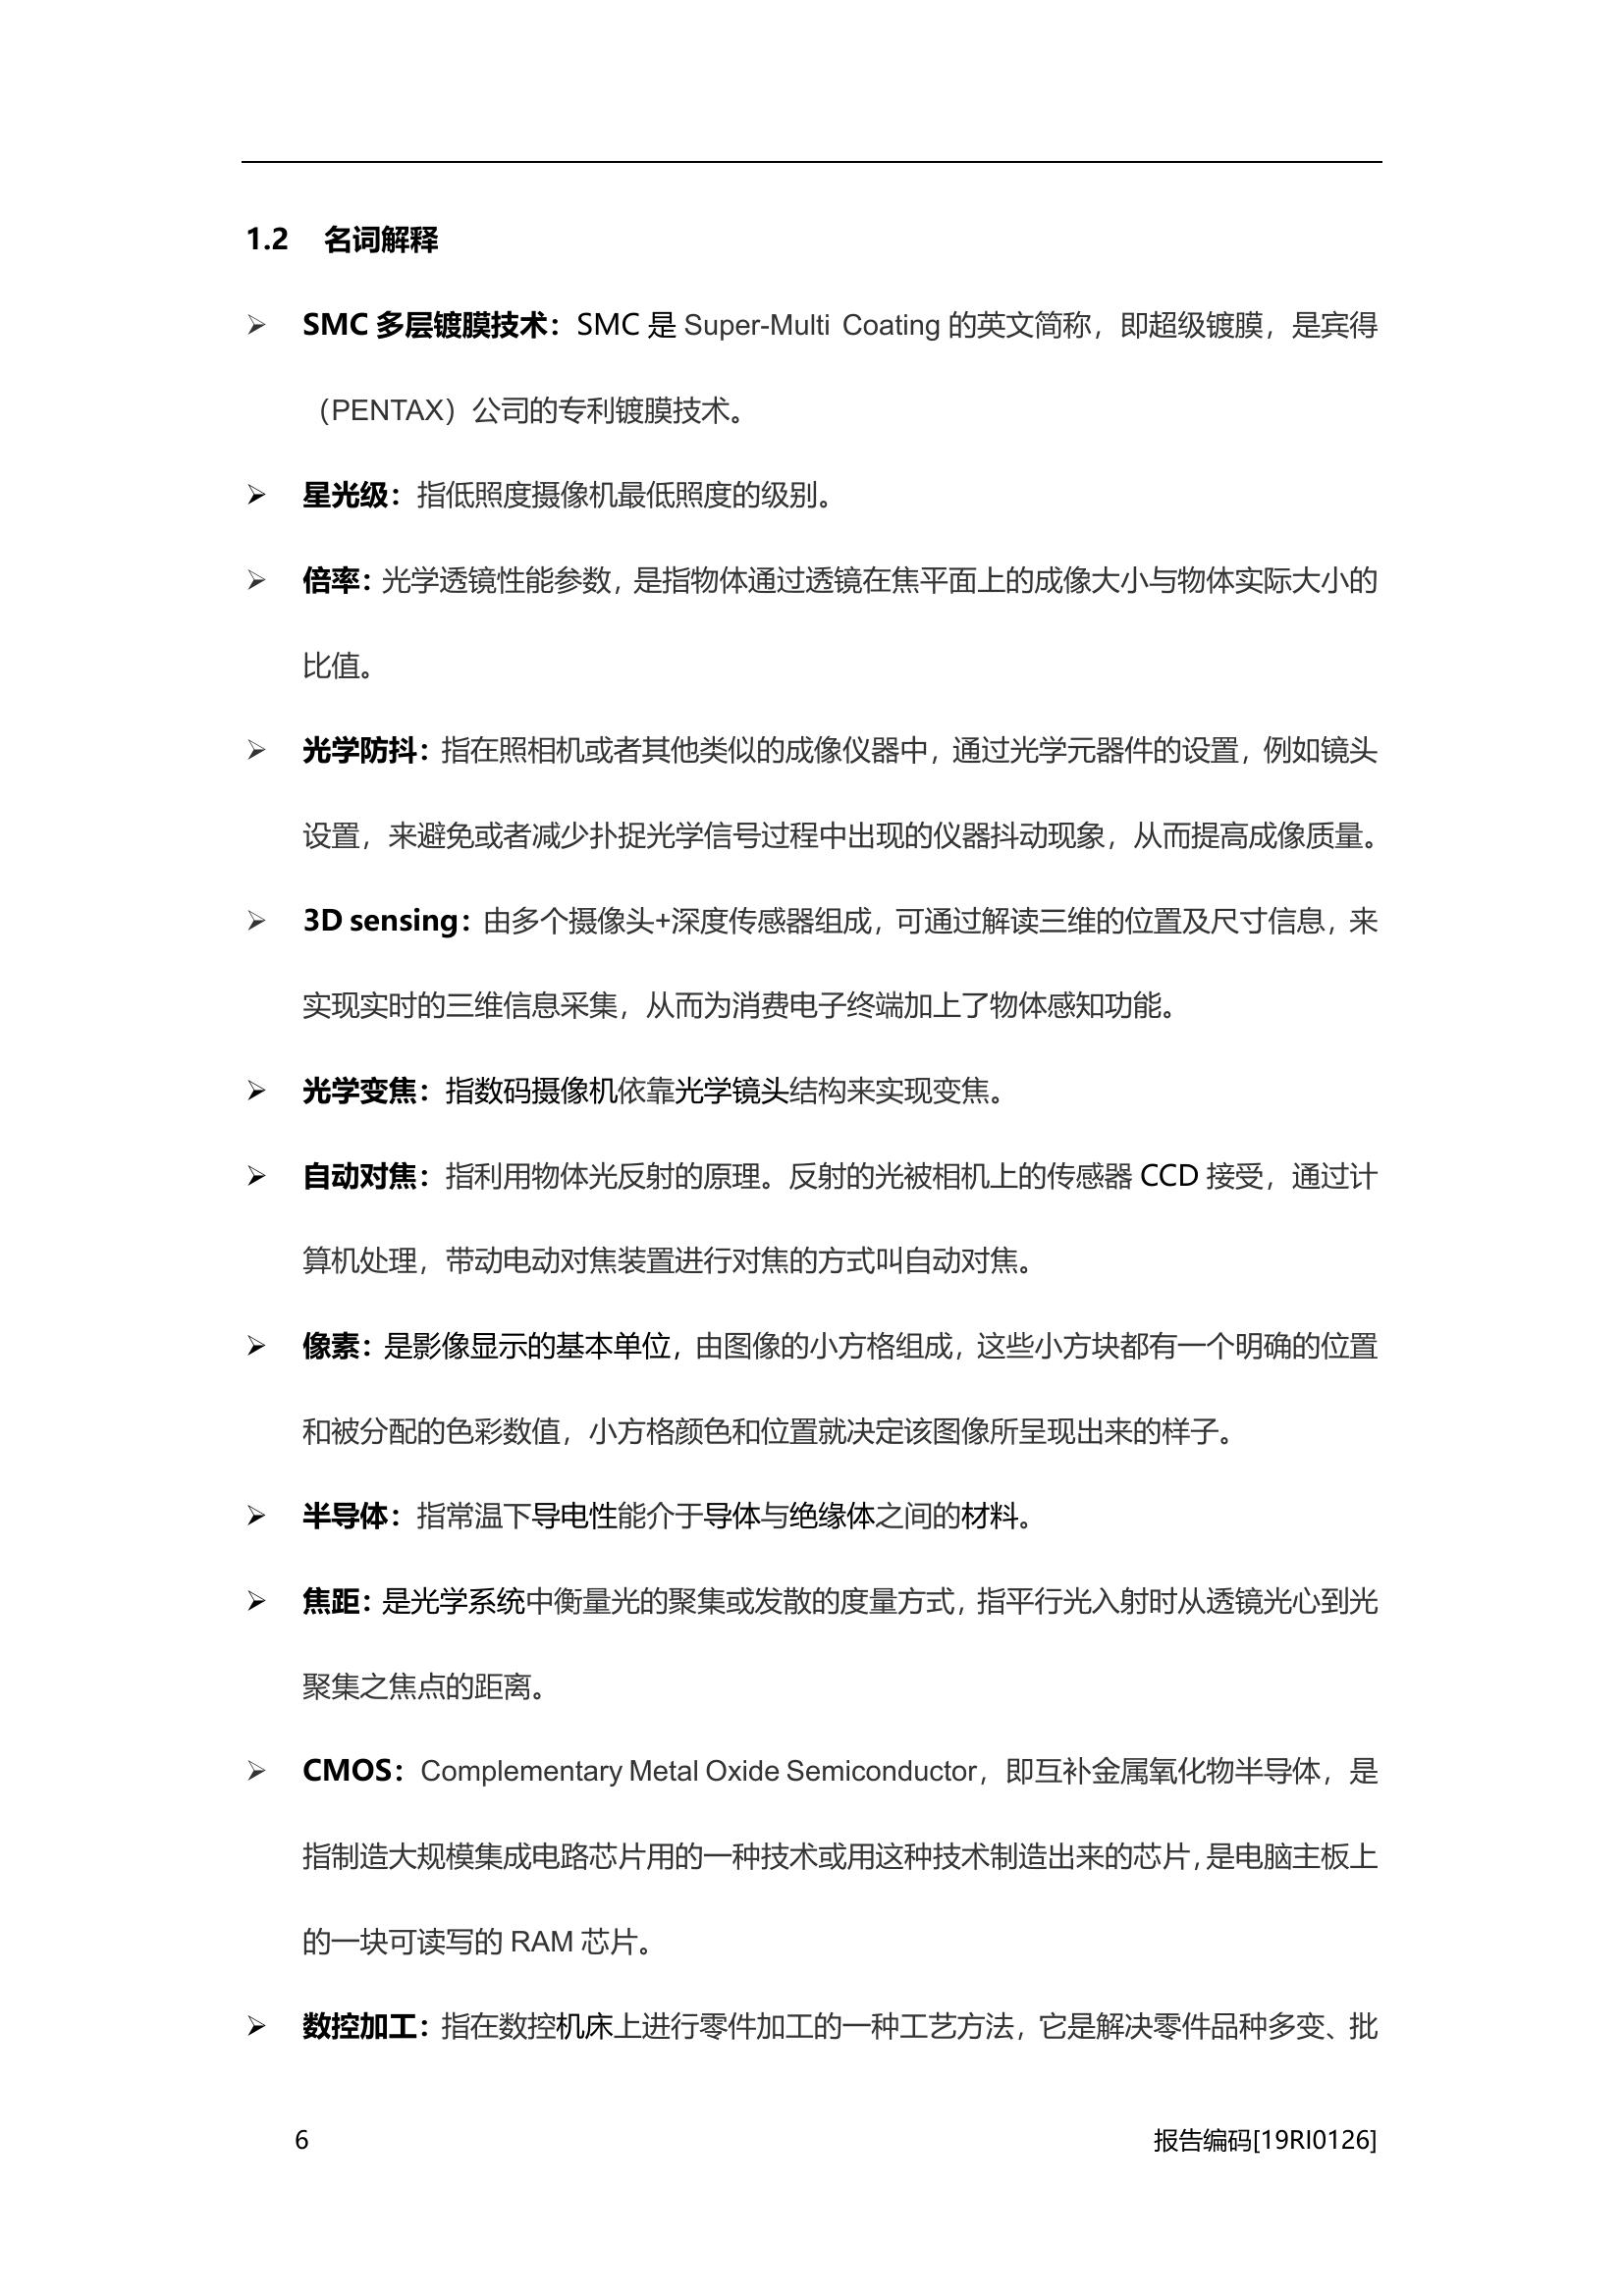 1.2 名词解释
➢ SMC 多层镀膜技术：SMC 是 Super-Multi Coating 的英文简称，即超级镀膜，是宾得
（PENTAX）公司的专利镀膜技术。
➢ 星光级：指低照度摄像机最低照度的级别。
➢ 倍率：光学透镜性能参数，是指物体通过透镜在焦平面上的成像大小与物体实际大小的
比值。
➢ 光学防抖：指在照相机或者其他类似的成像仪器中，通过光学元器件的设置，例如镜头
设置，来避免或者减少扑捉光学信号过程中出现的仪器抖动现象，从而提高成像质量。
➢ 3D sensing：由多个摄像头+深度传感器组成，可通过解读三维的位置及尺寸信息，来
实现实时的三维信息采集，从而为消费电子终端加上了物体感知功能。
➢ 光学变焦：指数码摄像机依靠光学镜头结构来实现变焦。
➢ 自动对焦：指利用物体光反射的原理。反射的光被相机上的传感器 CCD 接受，通过计
算机处理，带动电动对焦装置进行对焦的方式叫自动对焦。
➢ 像素：是影像显示的基本单位，由图像的小方格组成，这些小方块都有一个明确的位置
和被分配的色彩数值，小方格颜色和位置就决定该图像所呈现出来的样子。
➢ 半导体：指常温下导电性能介于导体与绝缘体之间的材料。
➢ 焦距：是光学系统中衡量光的聚集或发散的度量方式，指平行光入射时从透镜光心到光
聚集之焦点的距离。
➢ CMOS：Complementary Metal Oxide Semiconductor，即互补金属氧化物半导体，是
指制造大规模集成电路芯片用的一种技术或用这种技术制造出来的芯片，是电脑主板上
的一块可读写的 RAM 芯片。
➢ 数控加工：指在数控机床上进行零件加工的一种工艺方法，它是解决零件品种多变、批
6 报告编码[19RI0126]